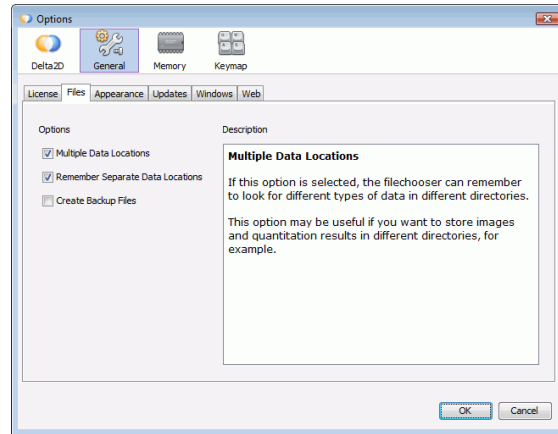 Options
Delta2D
General
Memory
Keymap
License Files Appearance Updates Windows Web
Options
Description
Multiple Data Locations
Remember Separate Data Locations
Create Backup Files
Multiple Data Locations
If this option is selected, the filechooser can remember
to look for different types of data in different directories.
This option may be useful if you want to store images
and quantitation results in different directories, for
example.
OK
Cancel